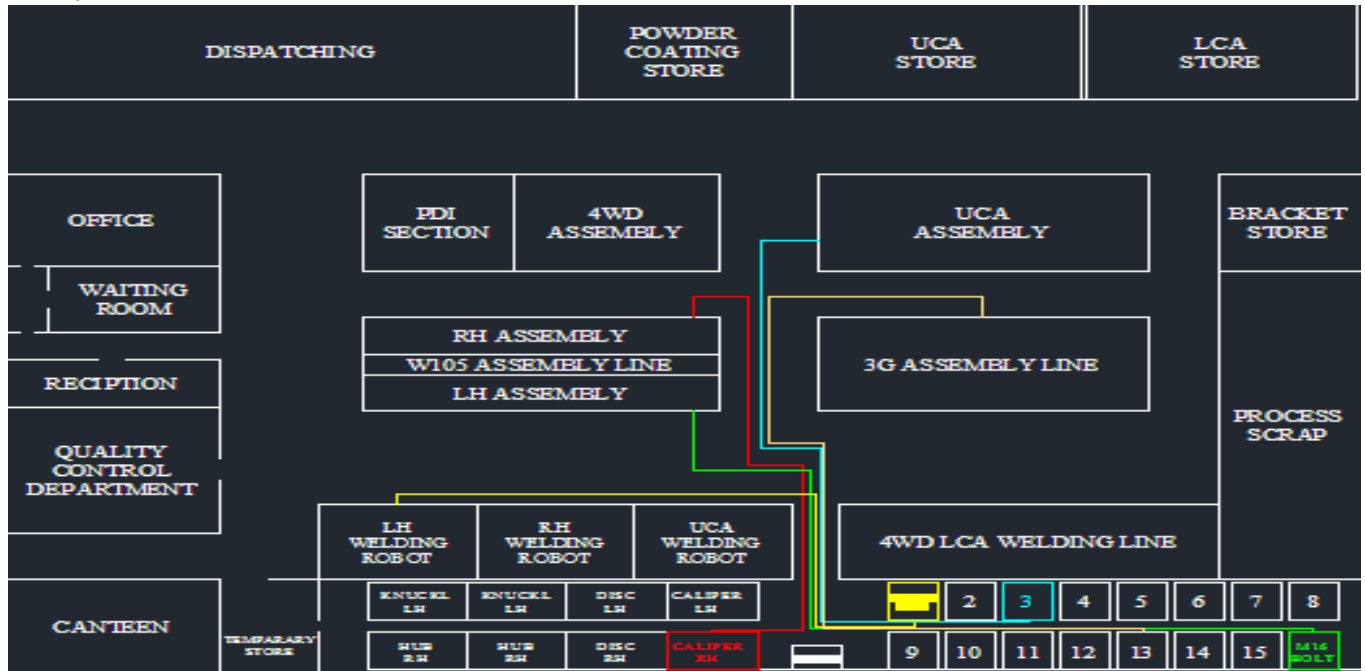 DISPATCHING
POWDER
COATING
STORE
UCA
STORE
LCA
STORE
OFFICE
PDI
SECTION
4WD
ASSEMBLY
UCA
ASSEMBLY
BRACKET
STORE
WAITING
ROOM
RH ASSEMBLY
W105 ASSEMBLY LINE
LH ASSEMBLY
3G ASSEMBLY LINE
RECIPTION
PROCESS
SCRAP
QUALITY
CONTROL
DEPARTMENT
LH
WELDING
ROBOT
RH
WELDING
ROBOT
UCA
WELDING
ROBOT
4WD LCA WELDING LINE
CANTEEN
TEMPARARY
STORE
KNUCKL
LH
KNUCKL
LH
DISC
LH
CALIPER
LH
2
3
4
5
6
7
8
HUB
RH
HUB
RH
DISC
RH
CALIPER
RH
9
10
11
12
13
14
15
M16
BOLT